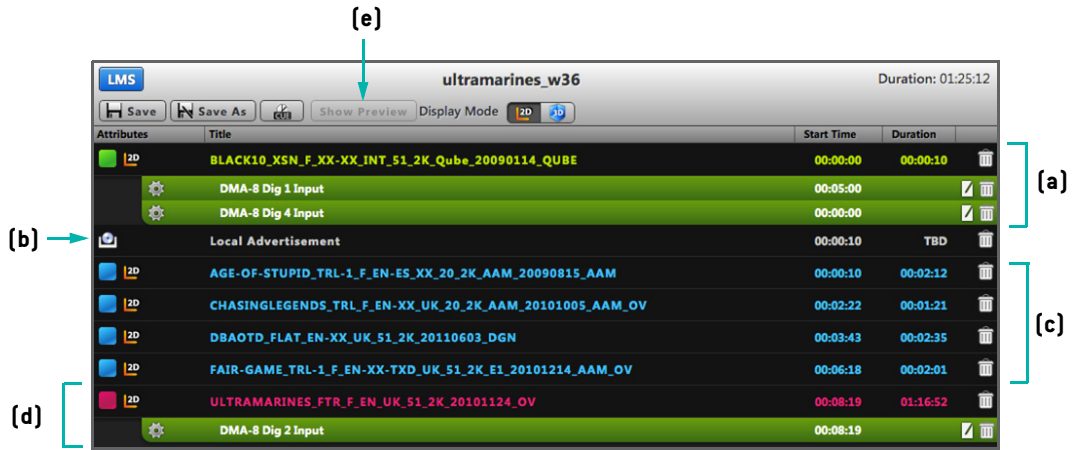 (e)
LMS ultramarines_w36 Duration: 01:25:12
Save Save As CUE Show Preview Display Mode 2D 3D
Attributes Title Start Time Duration
2D BLACK10_XSN_F_XX-XX_INT_51_2K_Qube_20090114_QUBE 00:00:00 00:00:10
(a)
DMA-8 Dig 1 Input 00:05:00
DMA-8 Dig 4 Input 00:00:00
(b) Local Advertisement 00:00:10 TBD
2D AGE-OF-STUPID_TRL-1_F_EN-ES_XX_20_2K_AAM_20090815_AAM 00:00:10 00:02:12
2D CHASINGLEGENDS_TRL_F_EN-XX_UK_20_2K_AAM_20101005_AAM_OV 00:02:22 00:01:21
(c)
2D DBAOTD_FLAT_EN-XX_UK_51_2K_20110603_DGN 00:03:43 00:02:35
2D FAIR-GAME_TRL-1_F_EN-XX-TXD_UK_51_2K_E1_20101214_AAM_OV 00:06:18 00:02:01
2D ULTRAMARINES_FTR_F_EN_UK_51_2K_20101124_OV 00:08:19 01:16:52
(d)
DMA-8 Dig 2 Input 00:08:19